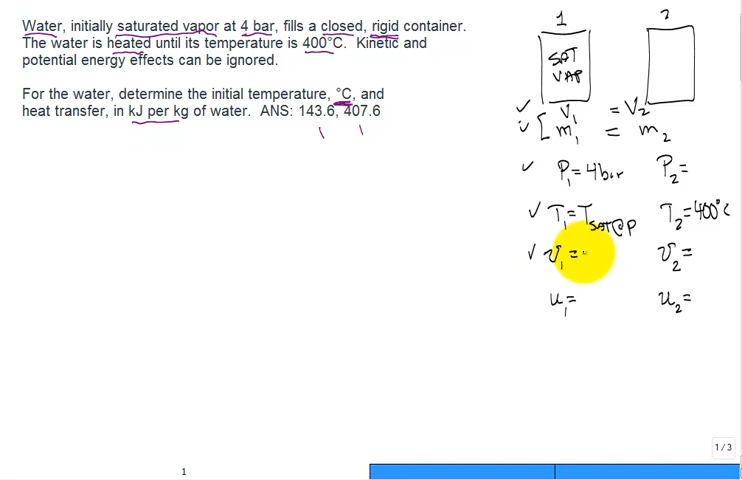 Water, initially saturated vapor at 4 bar, fills a closed, rigid container.
The water is heated until its temperature is 400°C. Kinetic and
potential energy effects can be ignored.
For the water, determine the initial temperature, °C, and
heat transfer, in kJ per kg of water. ANS: 143.6, 407.6
1 2
SAT
VAP
V₁ = V₂
m₁ = m₂
P₁ = 4 bar P₂ =
T₁ = T SAT@P T₂ = 400°C
v₁ = v₂ =
u₁ = u₂ =
1 / 3
1